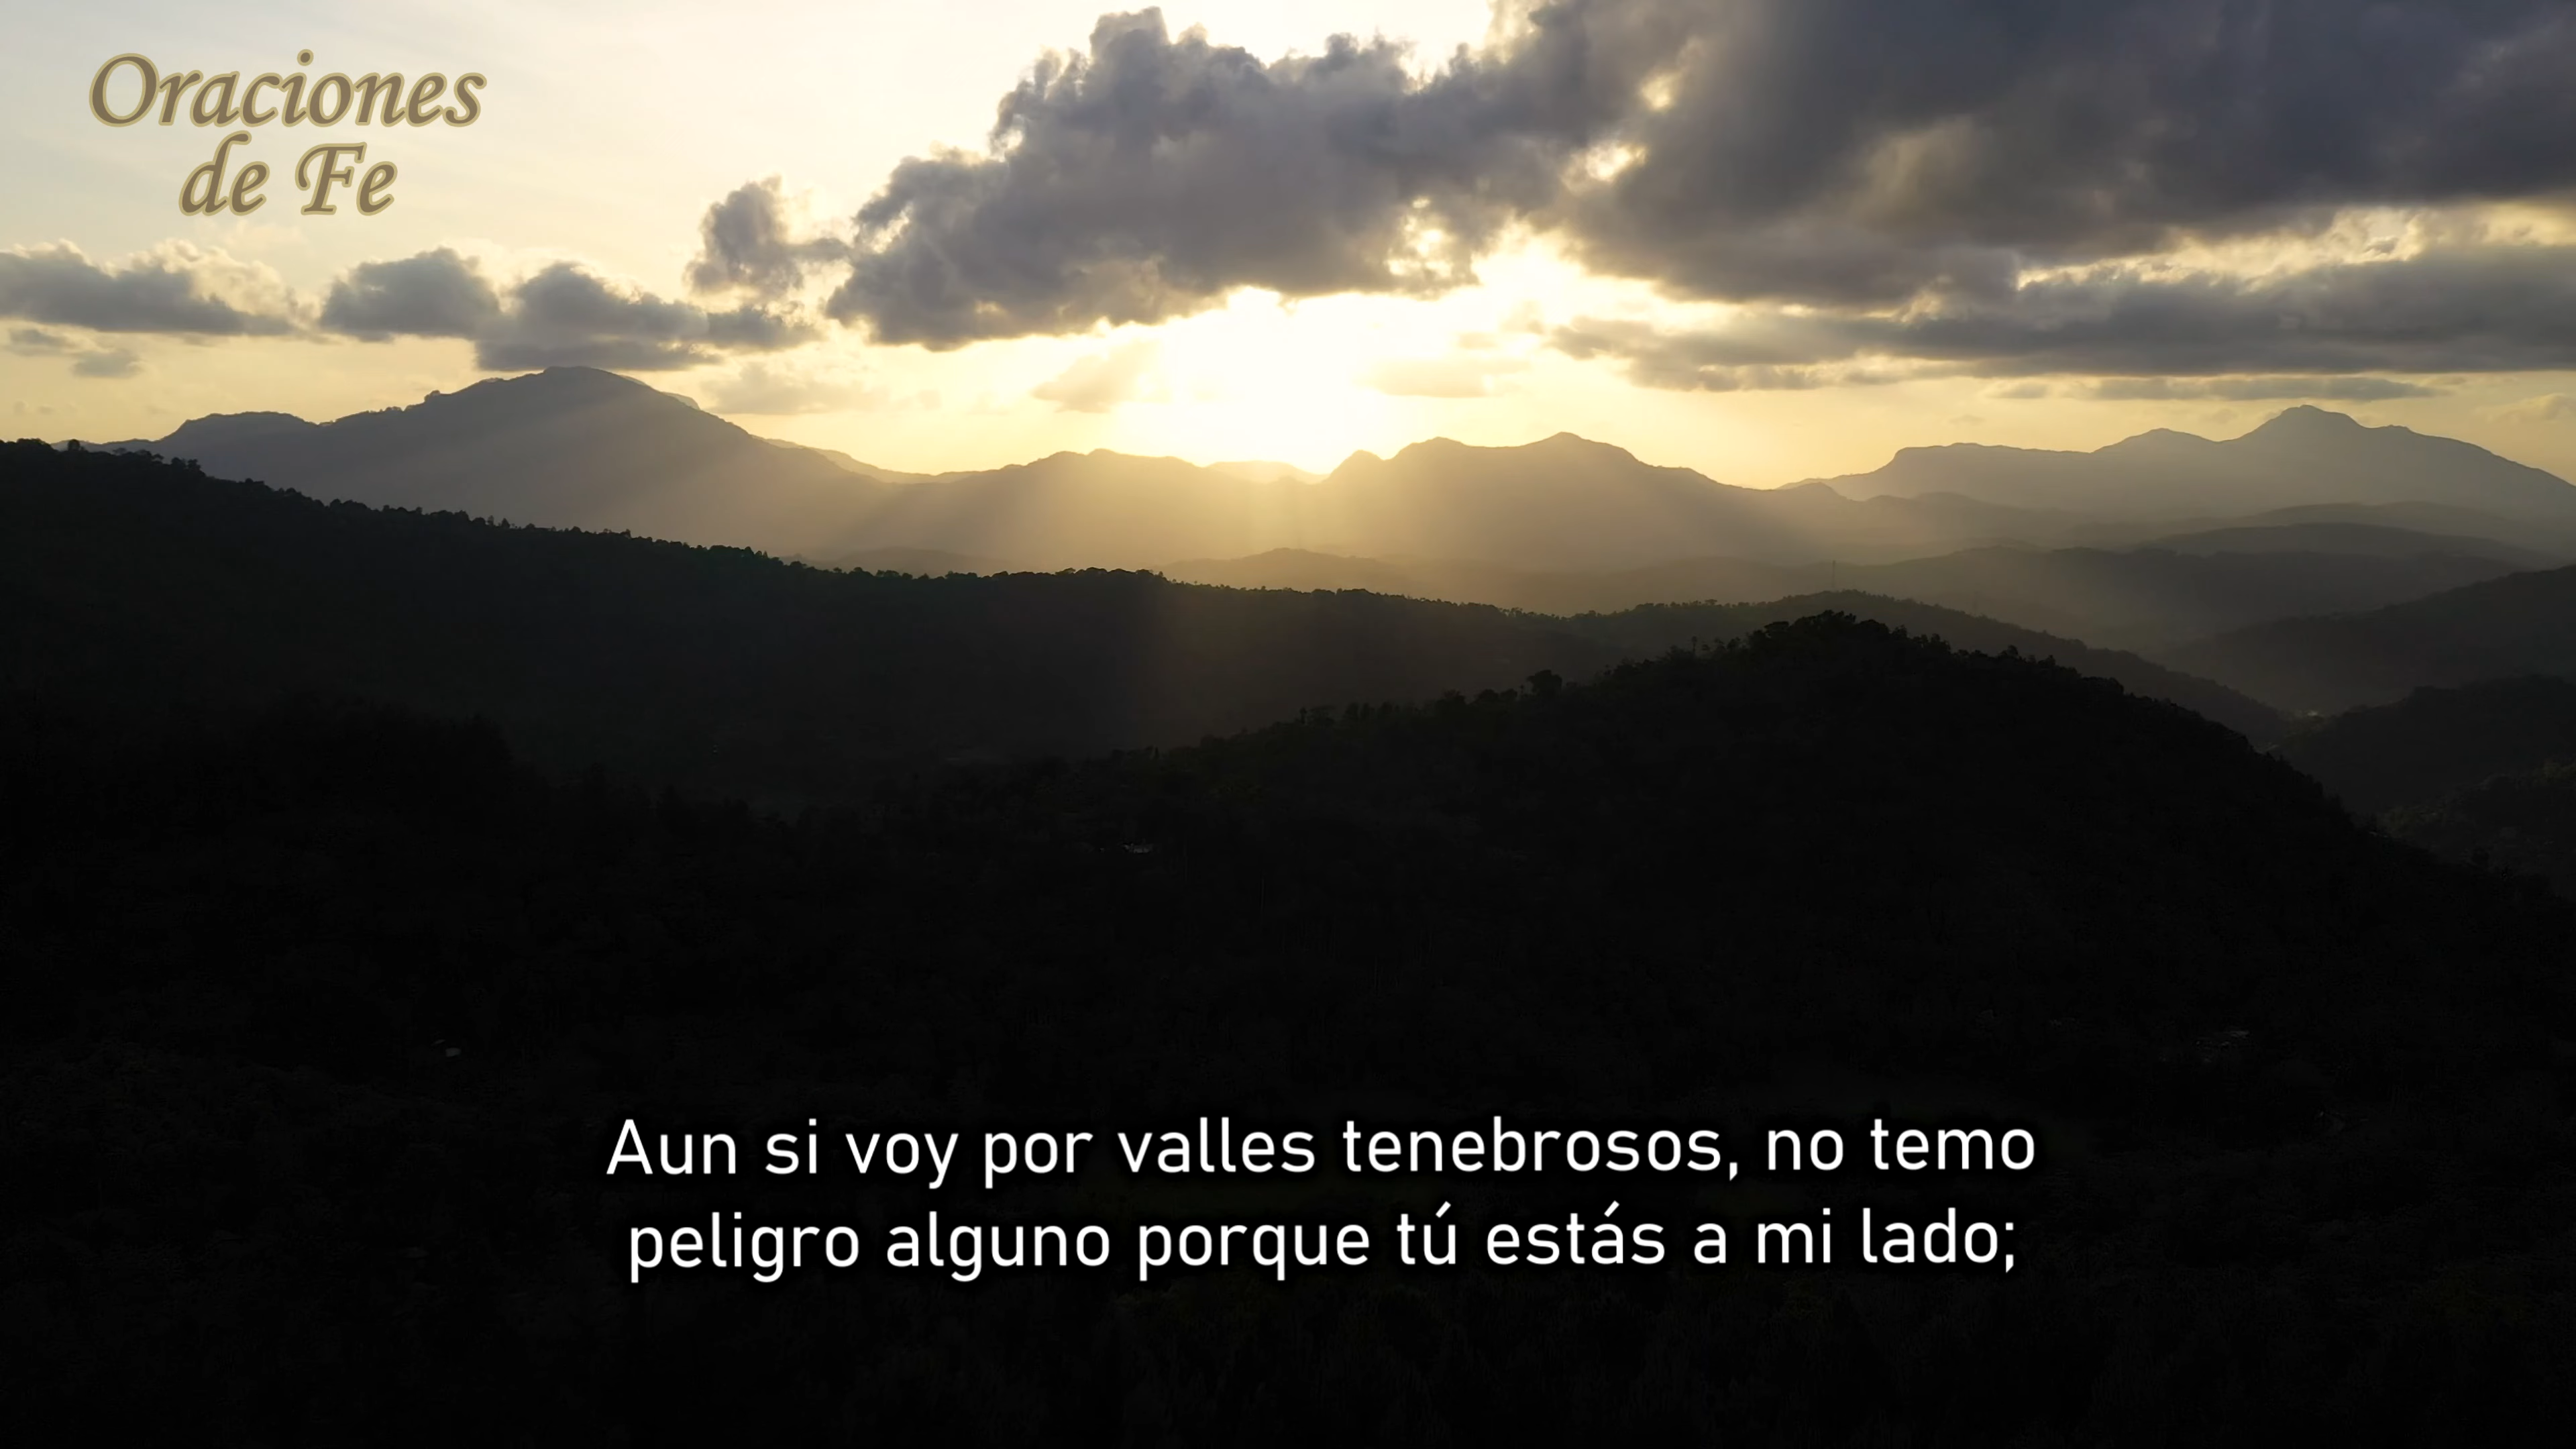 Oraciones
de Fe
Aun si voy por valles tenebrosos, no temo
peligro alguno porque tú estás a mi lado;